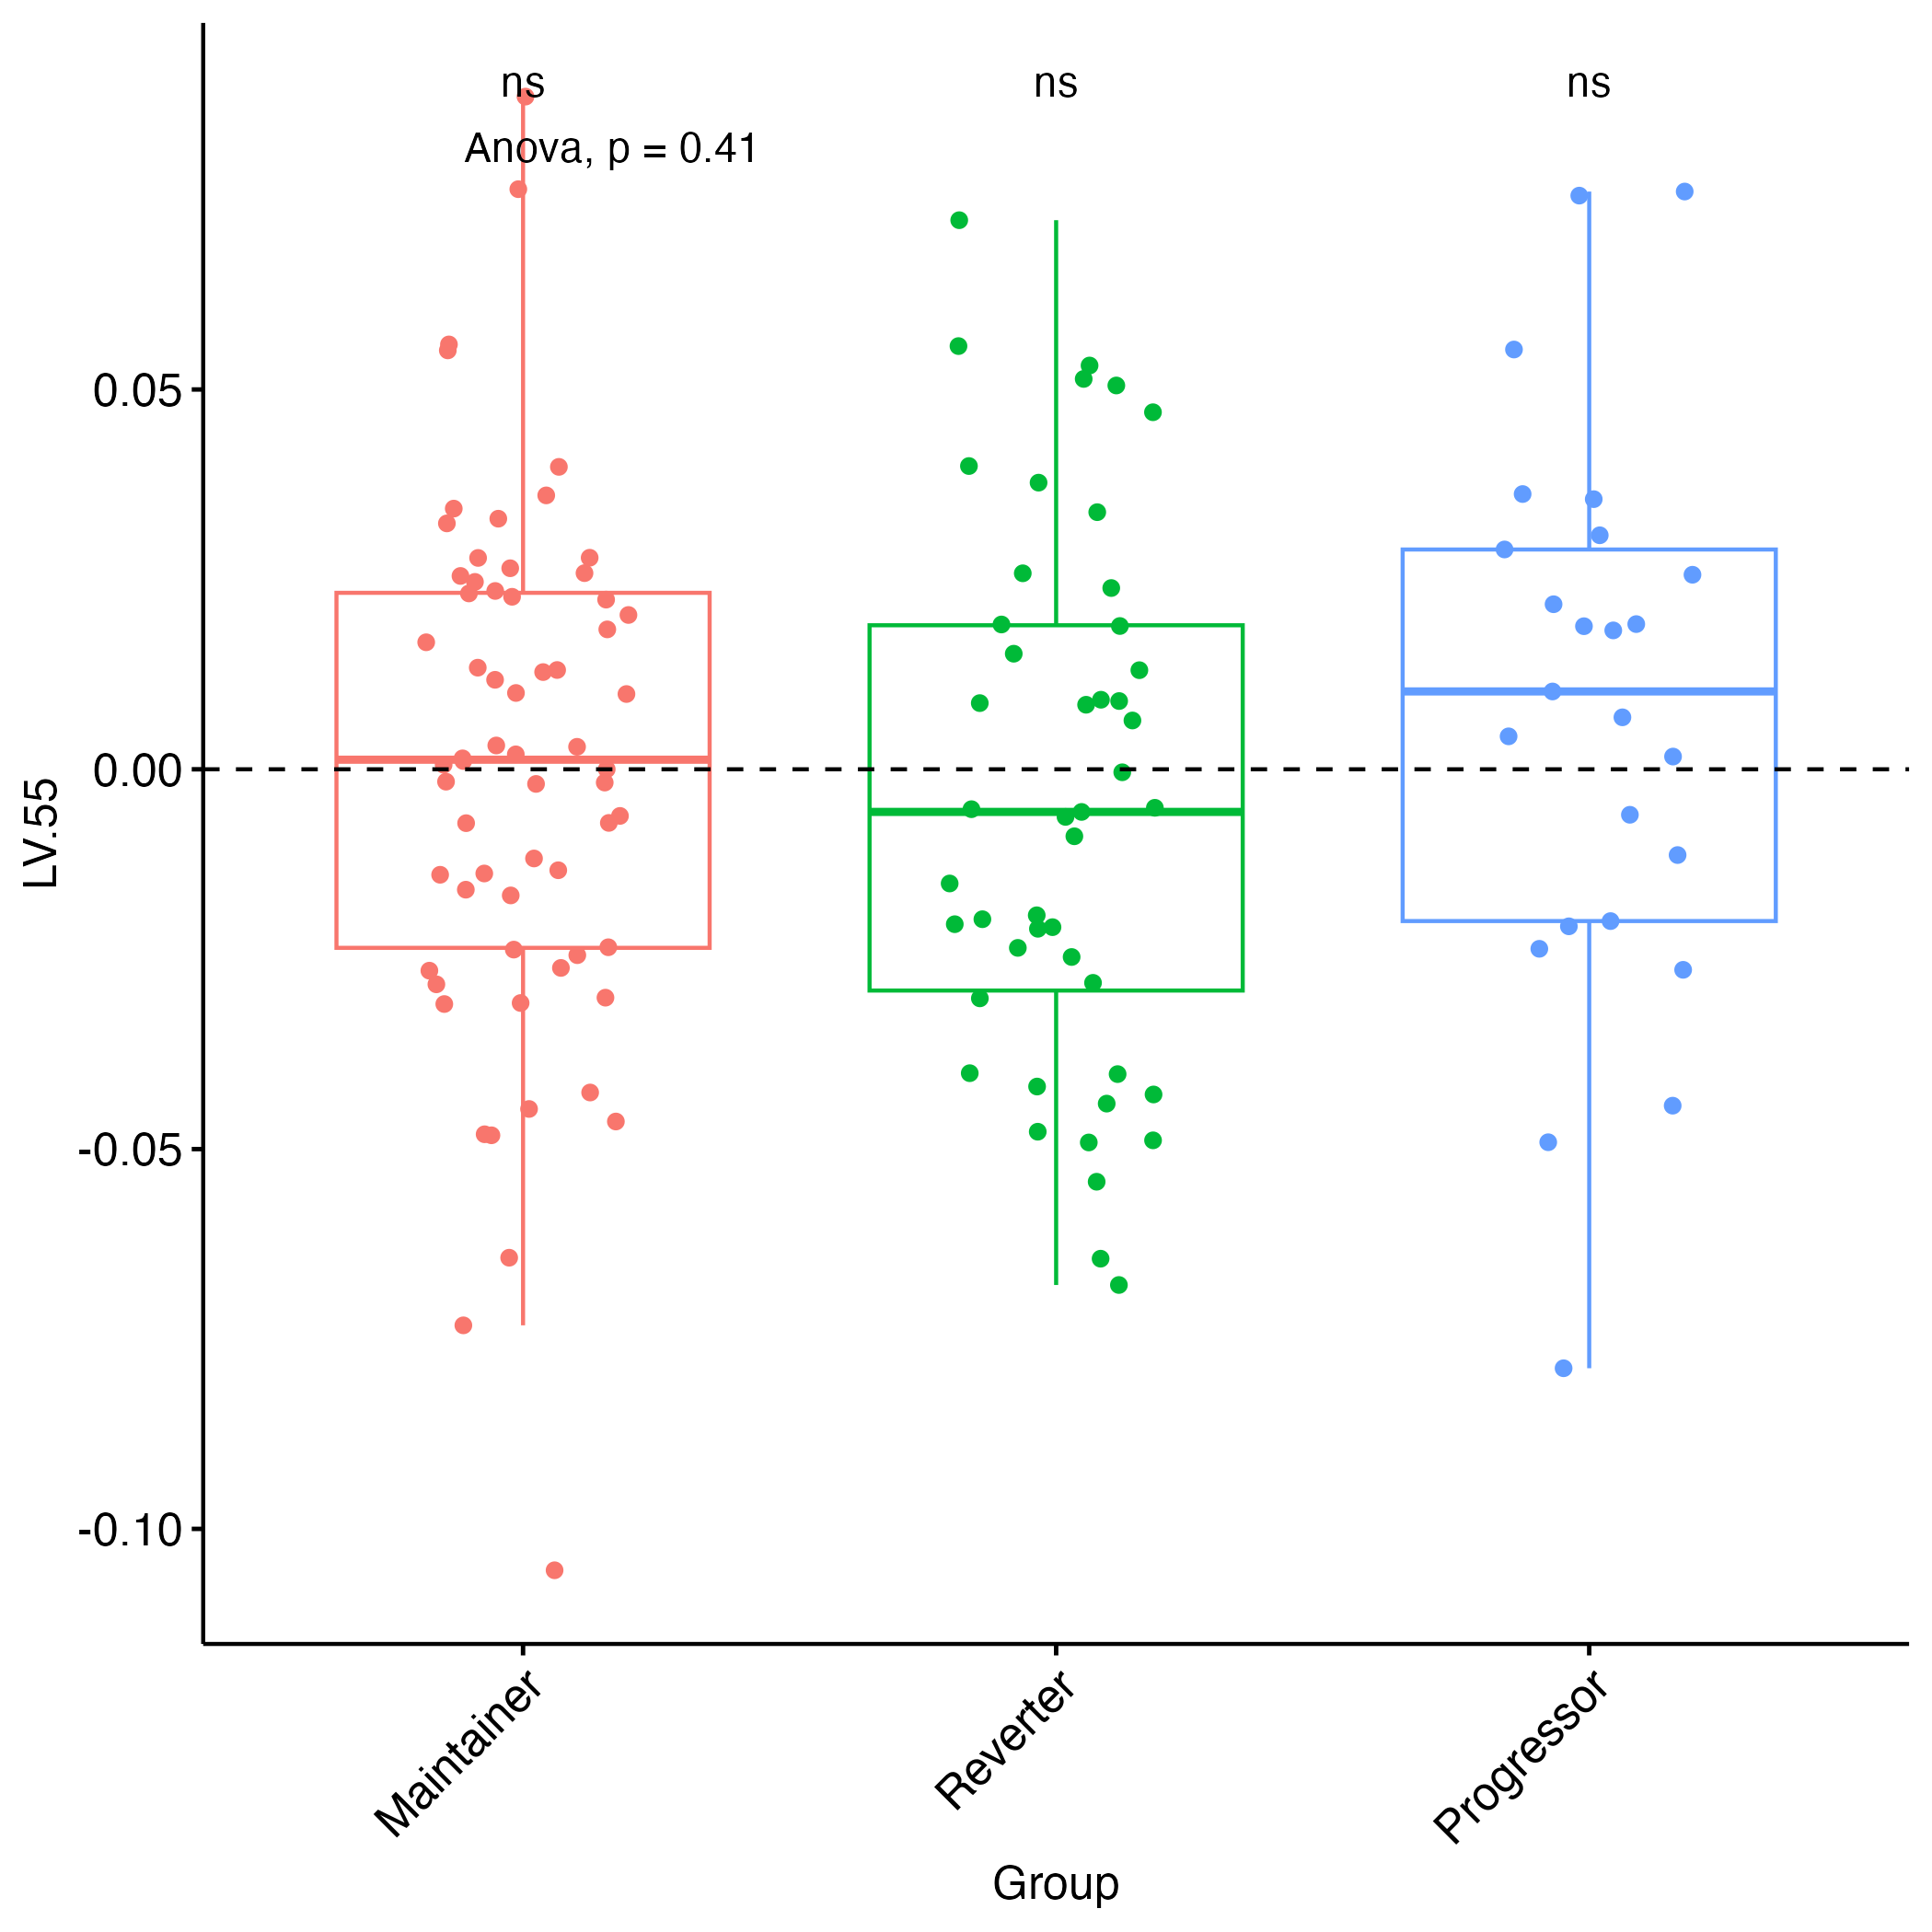 ns ns ns
Anova, p = 0.41
0.05
0.00
-0.05
-0.10
LV.55
Maintainer Reverter Progressor
Group